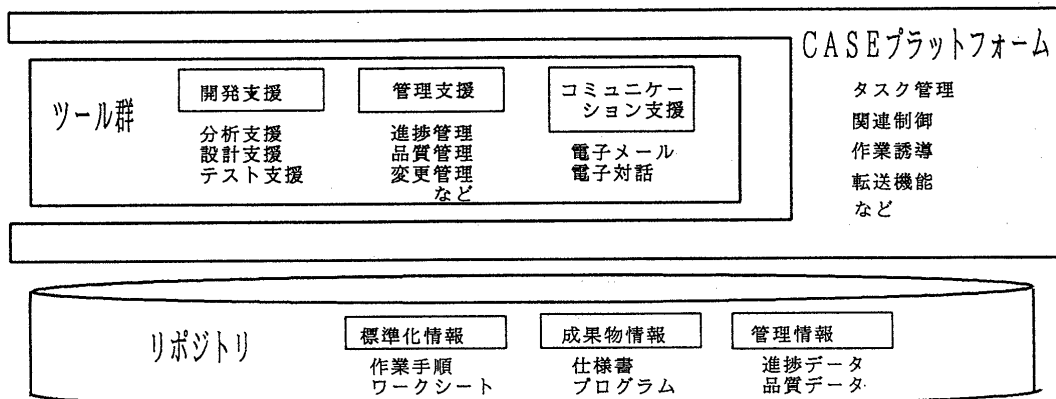 CASEプラットフォーム
タスク管理
関連制御
作業誘導
転送機能
など
ツール群
開発支援
分析支援
設計支援
テスト支援
管理支援
進捗管理
品質管理
変更管理
など
コミュニケー
ション支援
電子メール
電子対話
リポジトリ
標準化情報
作業手順
ワークシート
成果物情報
仕様書
プログラム
管理情報
進捗データ
品質データ